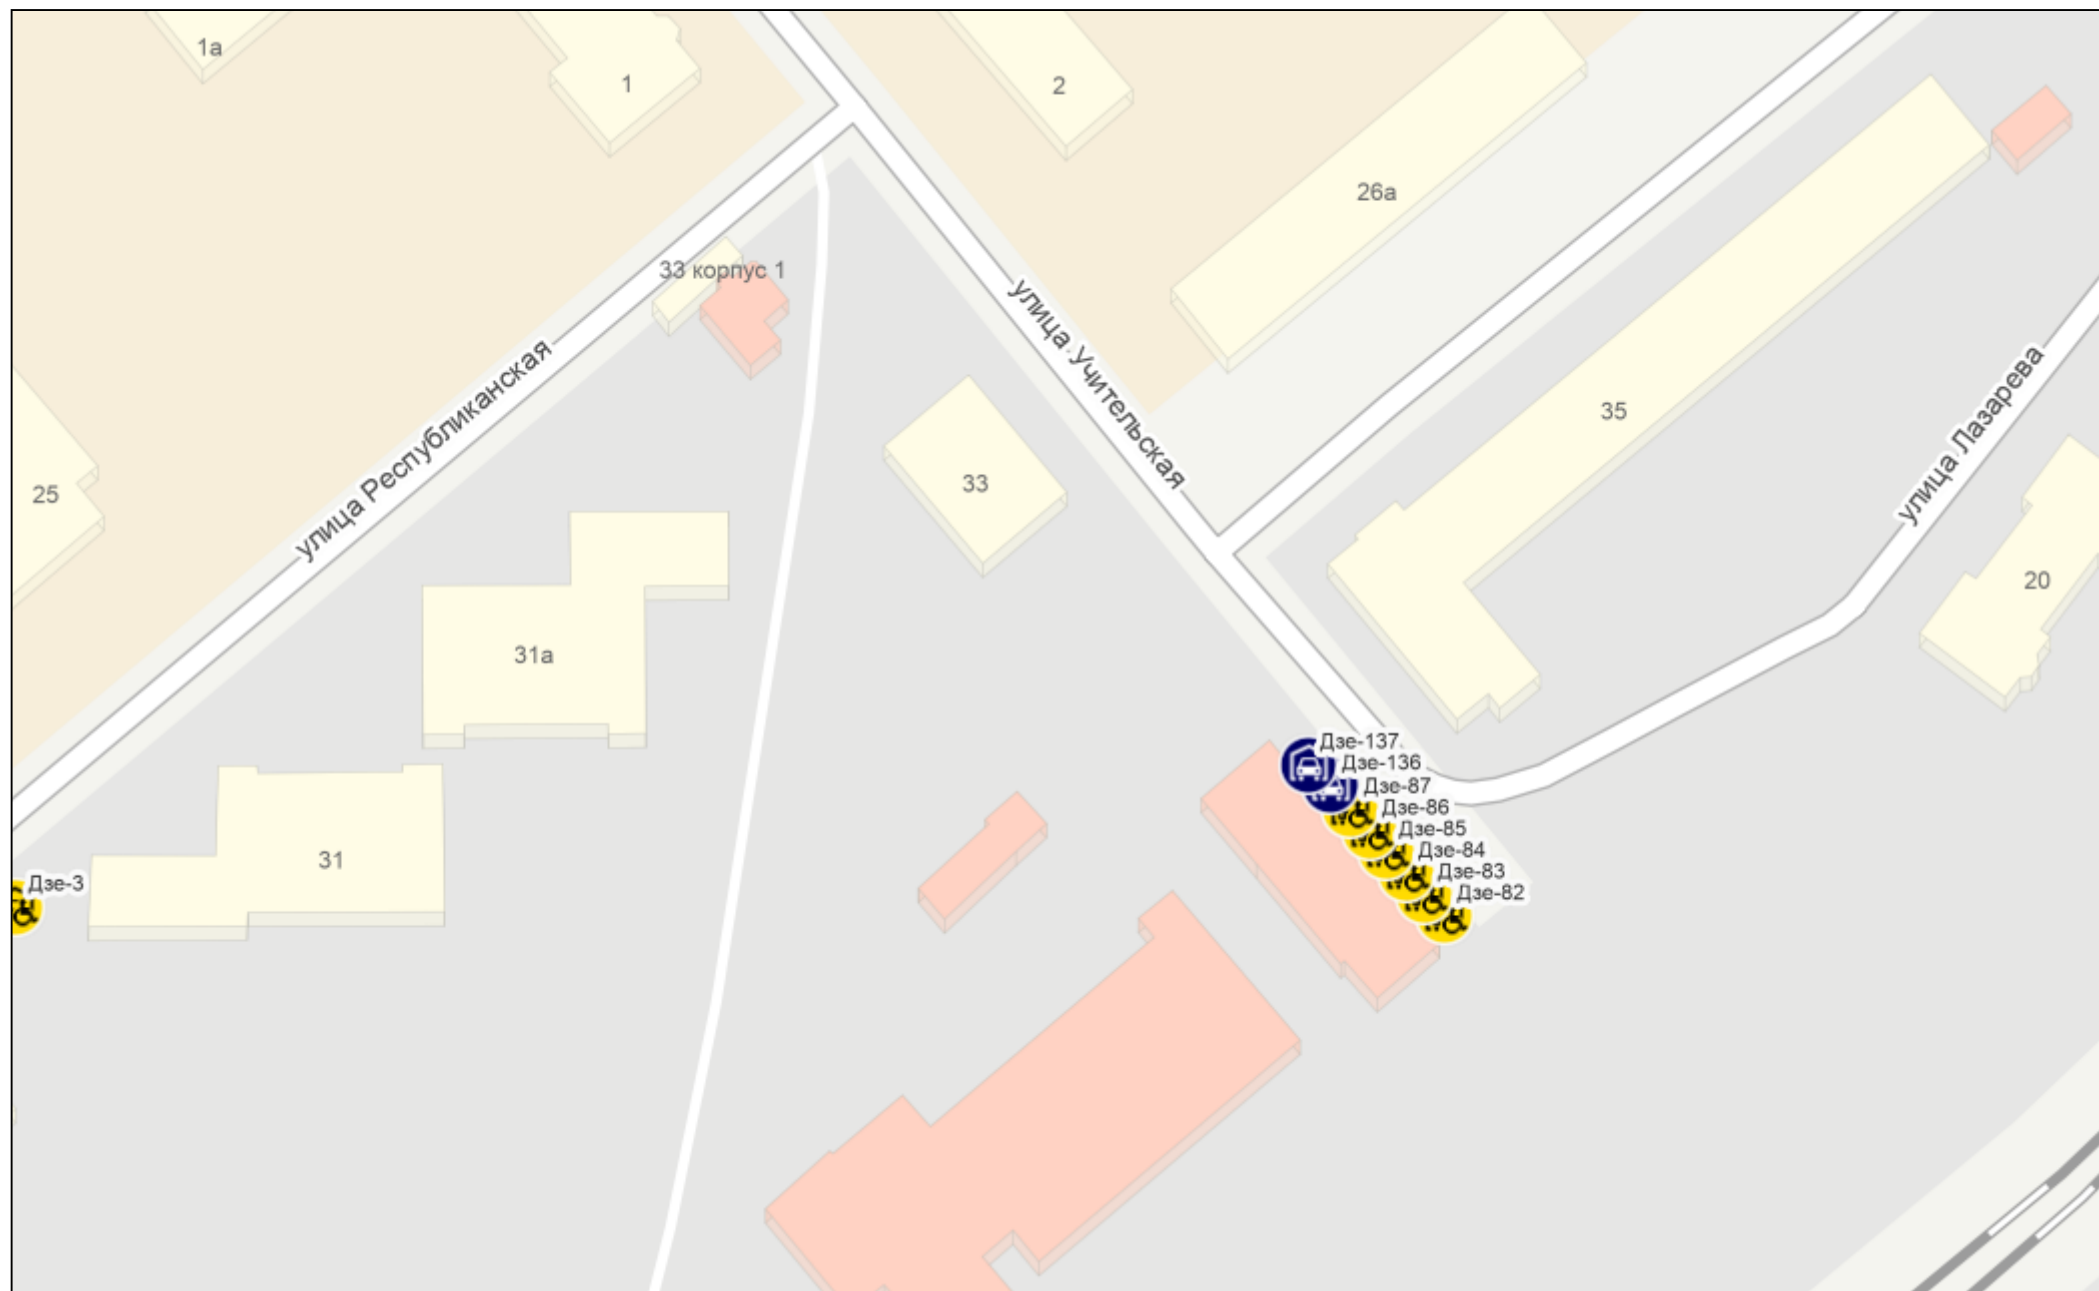 1а
1
2
26а
33 корпус 1
улица Республиканская
улица Учительская
35
улица Лазарева
25
33
20
31а
31
Дзе-3
Дзе-137
Дзе-136
Дзе-87
Дзе-86
Дзе-85
Дзе-84
Дзе-83
Дзе-82